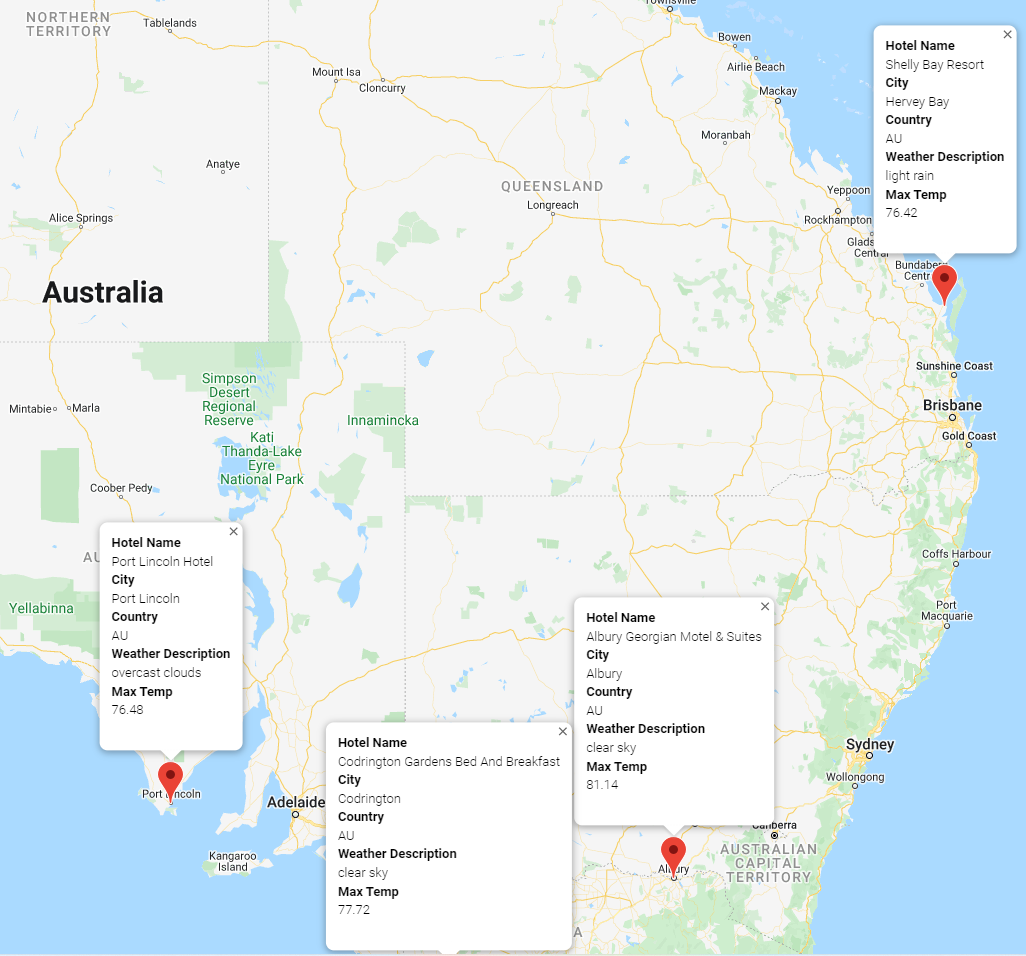 NORTHERN
TERRITORY
Tablelands
Townsville
Bowen
Airlie Beach
Mount Isa
Cloncurry
Mackay
Moranbah
Anatye
QUEENSLAND
Longreach
Yeppoon
Rockhampton
Alice Springs
Central
Australia
Hotel Name
Shelly Bay Resort
City
Hervey Bay
Country
AU
Weather Description
light rain
Max Temp
76.42
Sunshine Coast
Brisbane
Gold Coast
Simpson
Desert
Regional
Reserve
Mintabie
Marla
Innamincka
Kati
Thanda-Lake
Eyre
National Park
Coober Pedy
Coffs Harbour
Port
Macquarie
Yellabinna
Hotel Name
Port Lincoln Hotel
City
Port Lincoln
Country
AU
Weather Description
overcast clouds
Max Temp
76.48
Hotel Name
Albury Georgian Motel & Suites
City
Albury
Country
AU
Weather Description
clear sky
Max Temp
81.14
Hotel Name
Codrington Gardens Bed And Breakfast
City
Codrington
Country
AU
Weather Description
clear sky
Max Temp
77.72
Sydney
Wollongong
Port Lincoln
Adelaide
Kangaroo
Island
Canberra
AUSTRALIAN
CAPITAL
TERRITORY
Albury